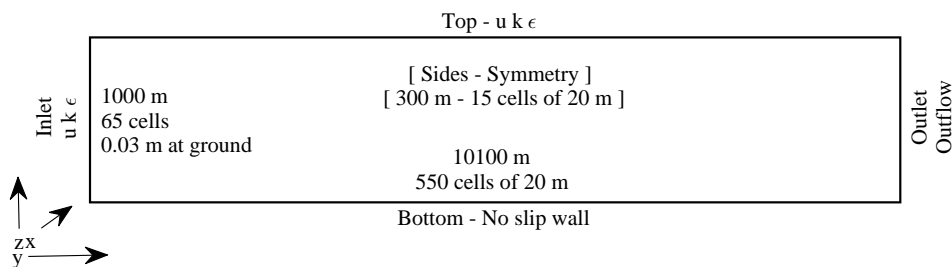 Top - u k ϵ
[ Sides - Symmetry ]
[ 300 m - 15 cells of 20 m ]
Inlet
u k ϵ
1000 m
65 cells
0.03 m at ground
10100 m
550 cells of 20 m
Outlet
Outflow
Bottom - No slip wall
zx
y